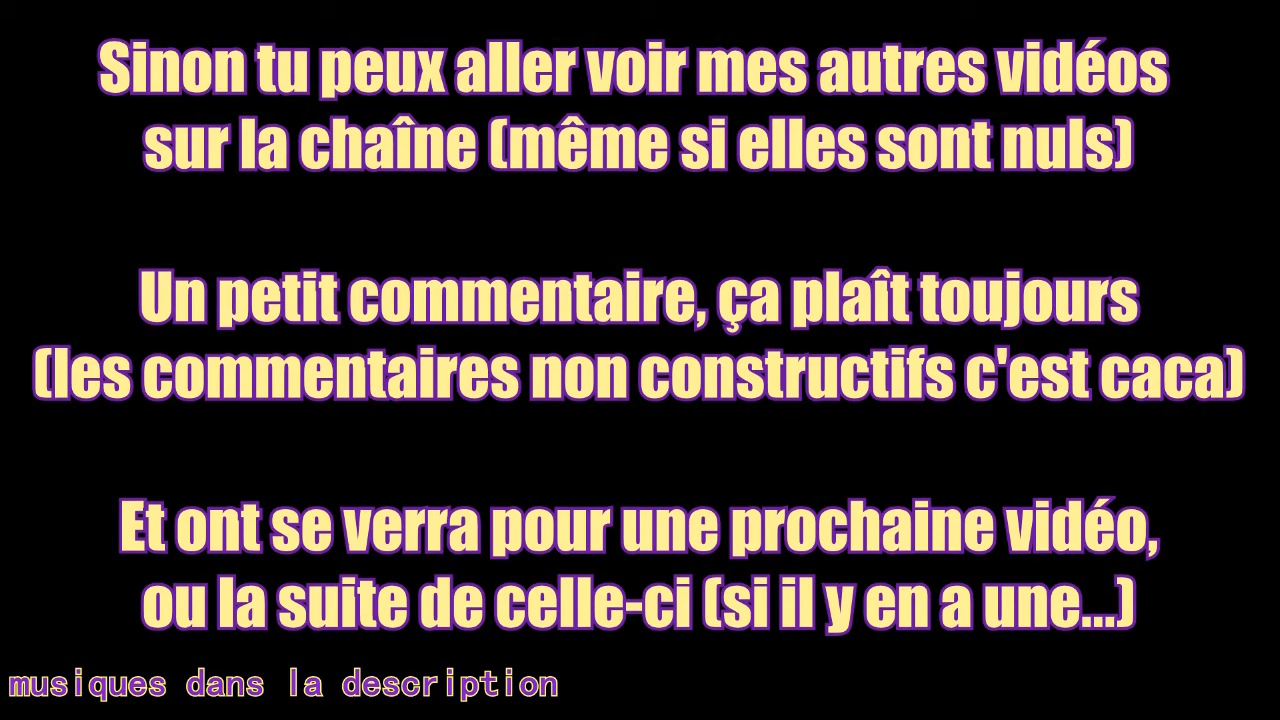 Sinon tu peux aller voir mes autres vidéos
sur la chaîne (même si elles sont nuls)
Un petit commentaire, ça plaît toujours
(les commentaires non constructifs c'est caca)
Et ont se verra pour une prochaine vidéo,
ou la suite de celle-ci (si il y en a une...)
musiques dans la description